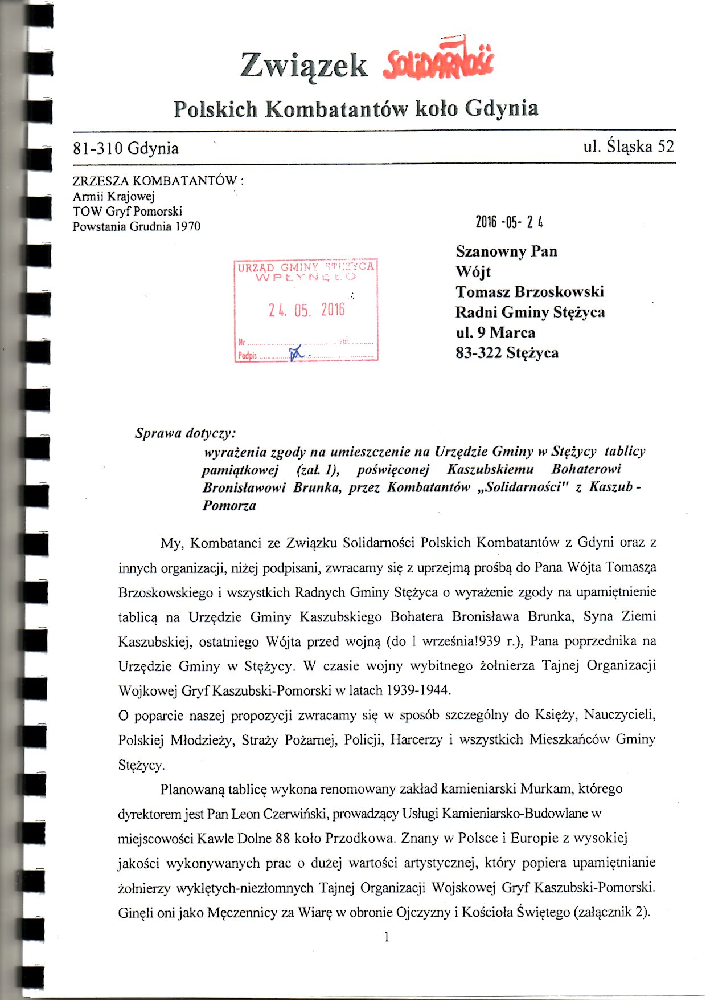 Związek SOLIDARNOŚĆ
Polskich Kombatantów koło Gdynia
81-310 Gdynia ul. Śląska 52
ZRZESZA KOMBATANTÓW :
Armii Krajowej
TOW Gryf Pomorski
Powstania Grudnia 1970
2016 -05- 2 4
Szanowny Pan
Wójt
Tomasz Brzoskowski
Radni Gminy Stężyca
ul. 9 Marca
83-322 Stężyca
URZĄD GMINY STĘŻYCA
WPŁYNĘŁO
24. 05. 2016
Nr ........ zał. ........
Podpis ........
Sprawa dotyczy:
wyrażenia zgody na umieszczenie na Urzędzie Gminy w Stężycy tablicy
pamiątkowej (zał. 1), poświęconej Kaszubskiemu Bohaterowi
Bronisławowi Brunka, przez Kombatantów „Solidarności" z Kaszub -
Pomorza
My, Kombatanci ze Związku Solidarności Polskich Kombatantów z Gdyni oraz z
innych organizacji, niżej podpisani, zwracamy się z uprzejmą prośbą do Pana Wójta Tomasza
Brzoskowskiego i wszystkich Radnych Gminy Stężyca o wyrażenie zgody na upamiętnienie
tablicą na Urzędzie Gminy Kaszubskiego Bohatera Bronisława Brunka, Syna Ziemi
Kaszubskiej, ostatniego Wójta przed wojną (do 1 września!939 r.), Pana poprzednika na
Urzędzie Gminy w Stężycy. W czasie wojny wybitnego żołnierza Tajnej Organizacji
Wojkowej Gryf Kaszubski-Pomorski w latach 1939-1944.
O poparcie naszej propozycji zwracamy się w sposób szczególny do Księży, Nauczycieli,
Polskiej Młodzieży, Straży Pożarnej, Policji, Harcerzy i wszystkich Mieszkańców Gminy
Stężycy.
Planowaną tablicę wykona renomowany zakład kamieniarski Murkam, którego
dyrektorem jest Pan Leon Czerwiński, prowadzący Usługi Kamieniarsko-Budowlane w
miejscowości Kawle Dolne 88 koło Przodkowa. Znany w Polsce i Europie z wysokiej
jakości wykonywanych prac o dużej wartości artystycznej, który popiera upamiętnianie
żołnierzy wyklętych-niezłomnych Tajnej Organizacji Wojskowej Gryf Kaszubski-Pomorski.
Ginęli oni jako Męczennicy za Wiarę w obronie Ojczyzny i Kościoła Świętego (załącznik 2).
1